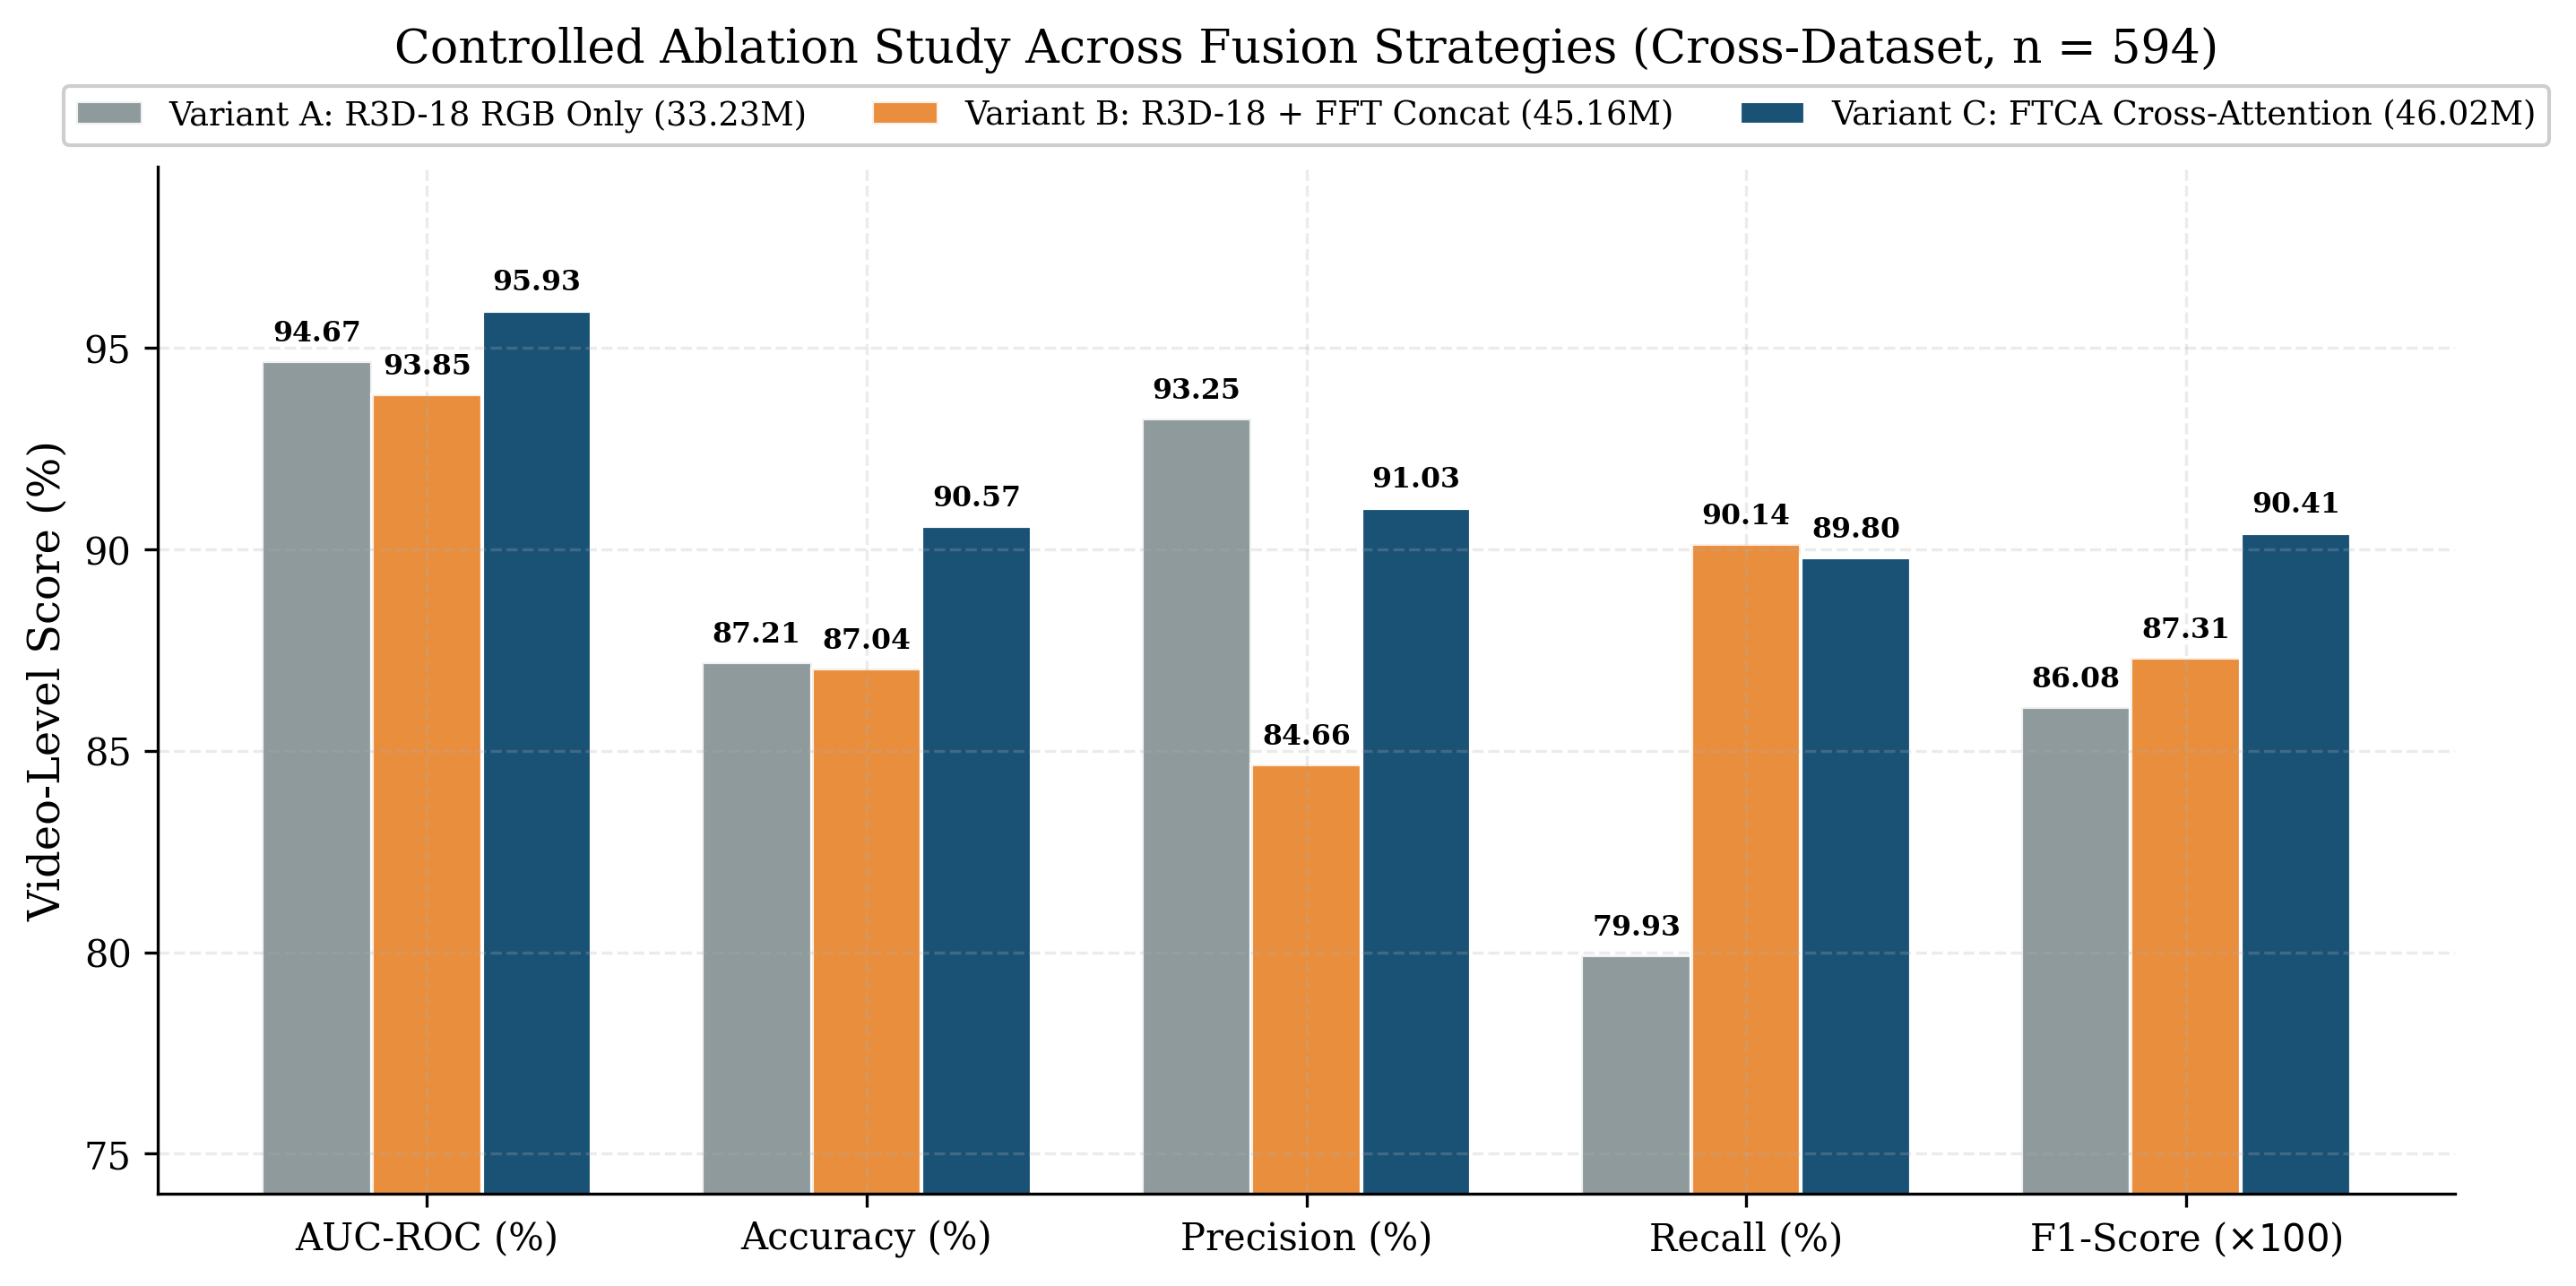 Controlled Ablation Study Across Fusion Strategies (Cross-Dataset, n = 594)
Variant A: R3D-18 RGB Only (33.23M)
Variant B: R3D-18 + FFT Concat (45.16M)
Variant C: FTCA Cross-Attention (46.02M)
Video-Level Score (%)
95
90
85
80
75
94.67
93.85
95.93
87.21
87.04
90.57
93.25
84.66
91.03
79.93
90.14
89.80
86.08
87.31
90.41
AUC-ROC (%)
Accuracy (%)
Precision (%)
Recall (%)
F1-Score (×100)